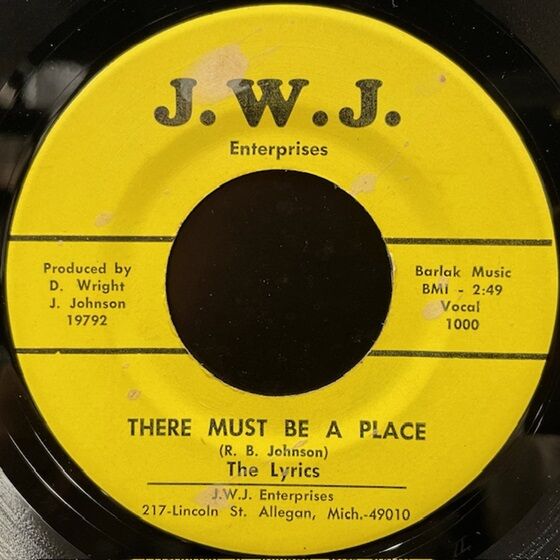 J.W.J.
Enterprises
Produced by
D. Wright
J. Johnson
19792
Barlak Music
BMI - 2:49
Vocal
1000
THERE MUST BE A PLACE
(R. B. Johnson)
The Lyrics
J.W.J. Enterprises
217-Lincoln St. Allegan, Mich.-49010